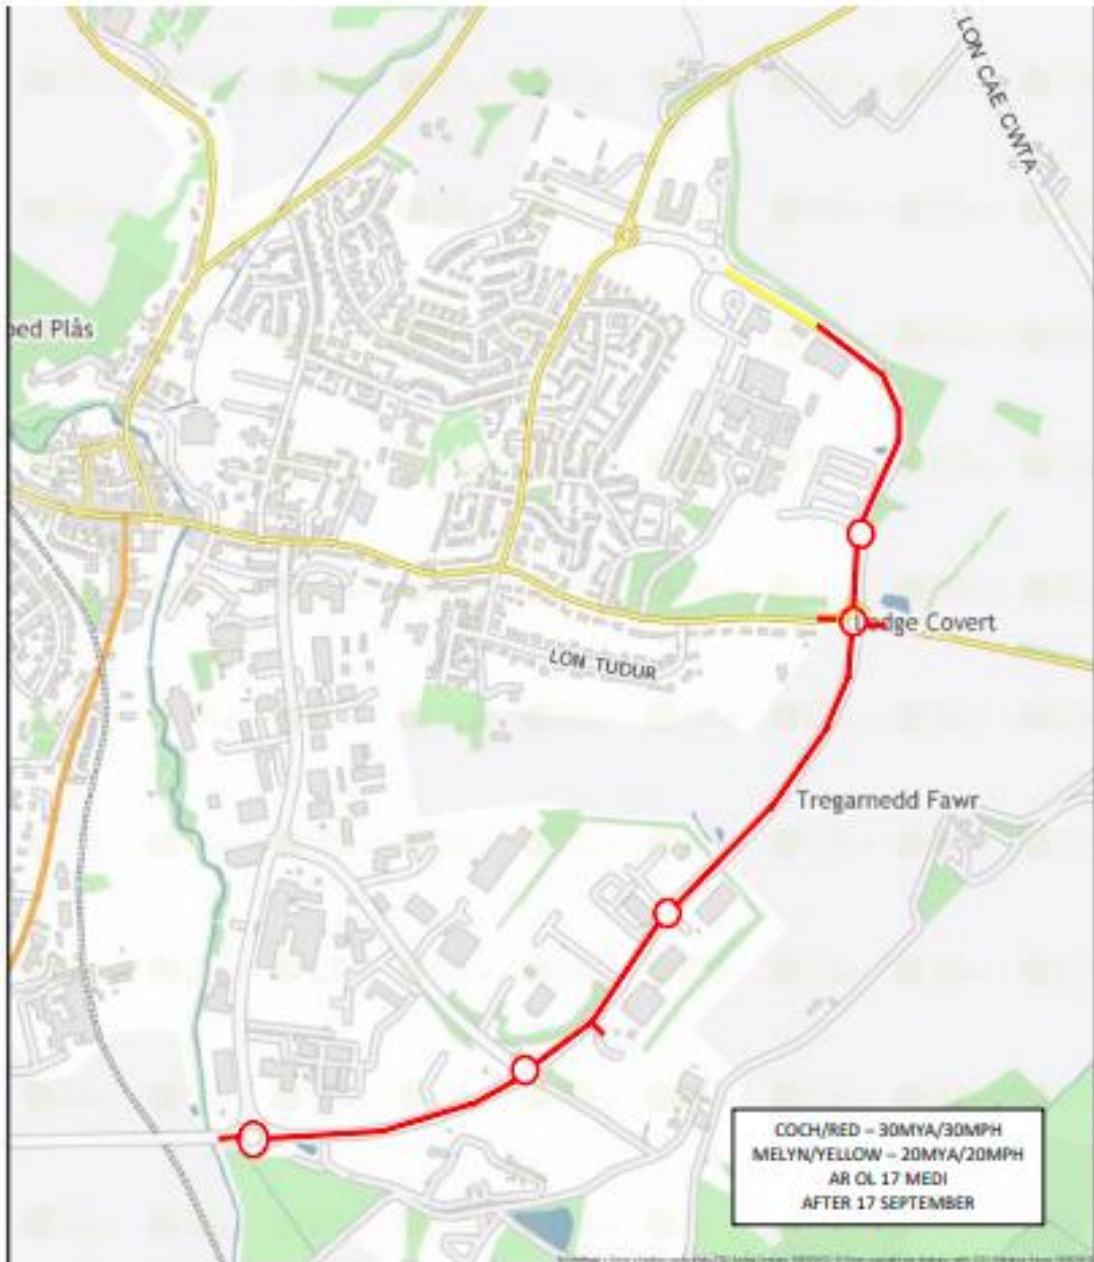 LON CAE CWTA
ped Plâs
Lodge Covert
LON TUDUR
Tregarnedd Fawr
COCH/RED – 30MYA/30MPH
MELYN/YELLOW – 20MYA/20MPH
AR OL 17 MEDI
AFTER 17 SEPTEMBER